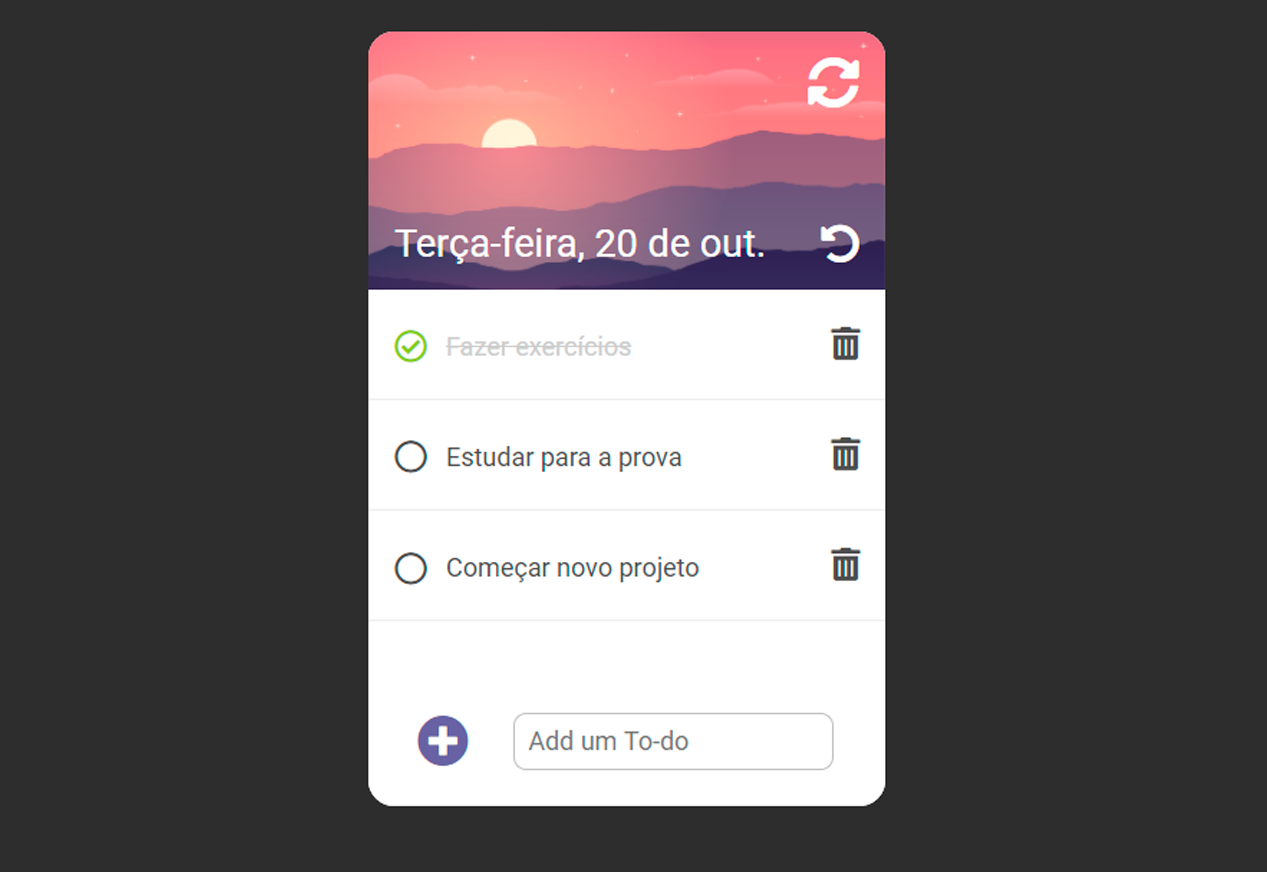 Terça-feira, 20 de out.
Fazer exercícios
Estudar para a prova
Começar novo projeto
Add um To-do